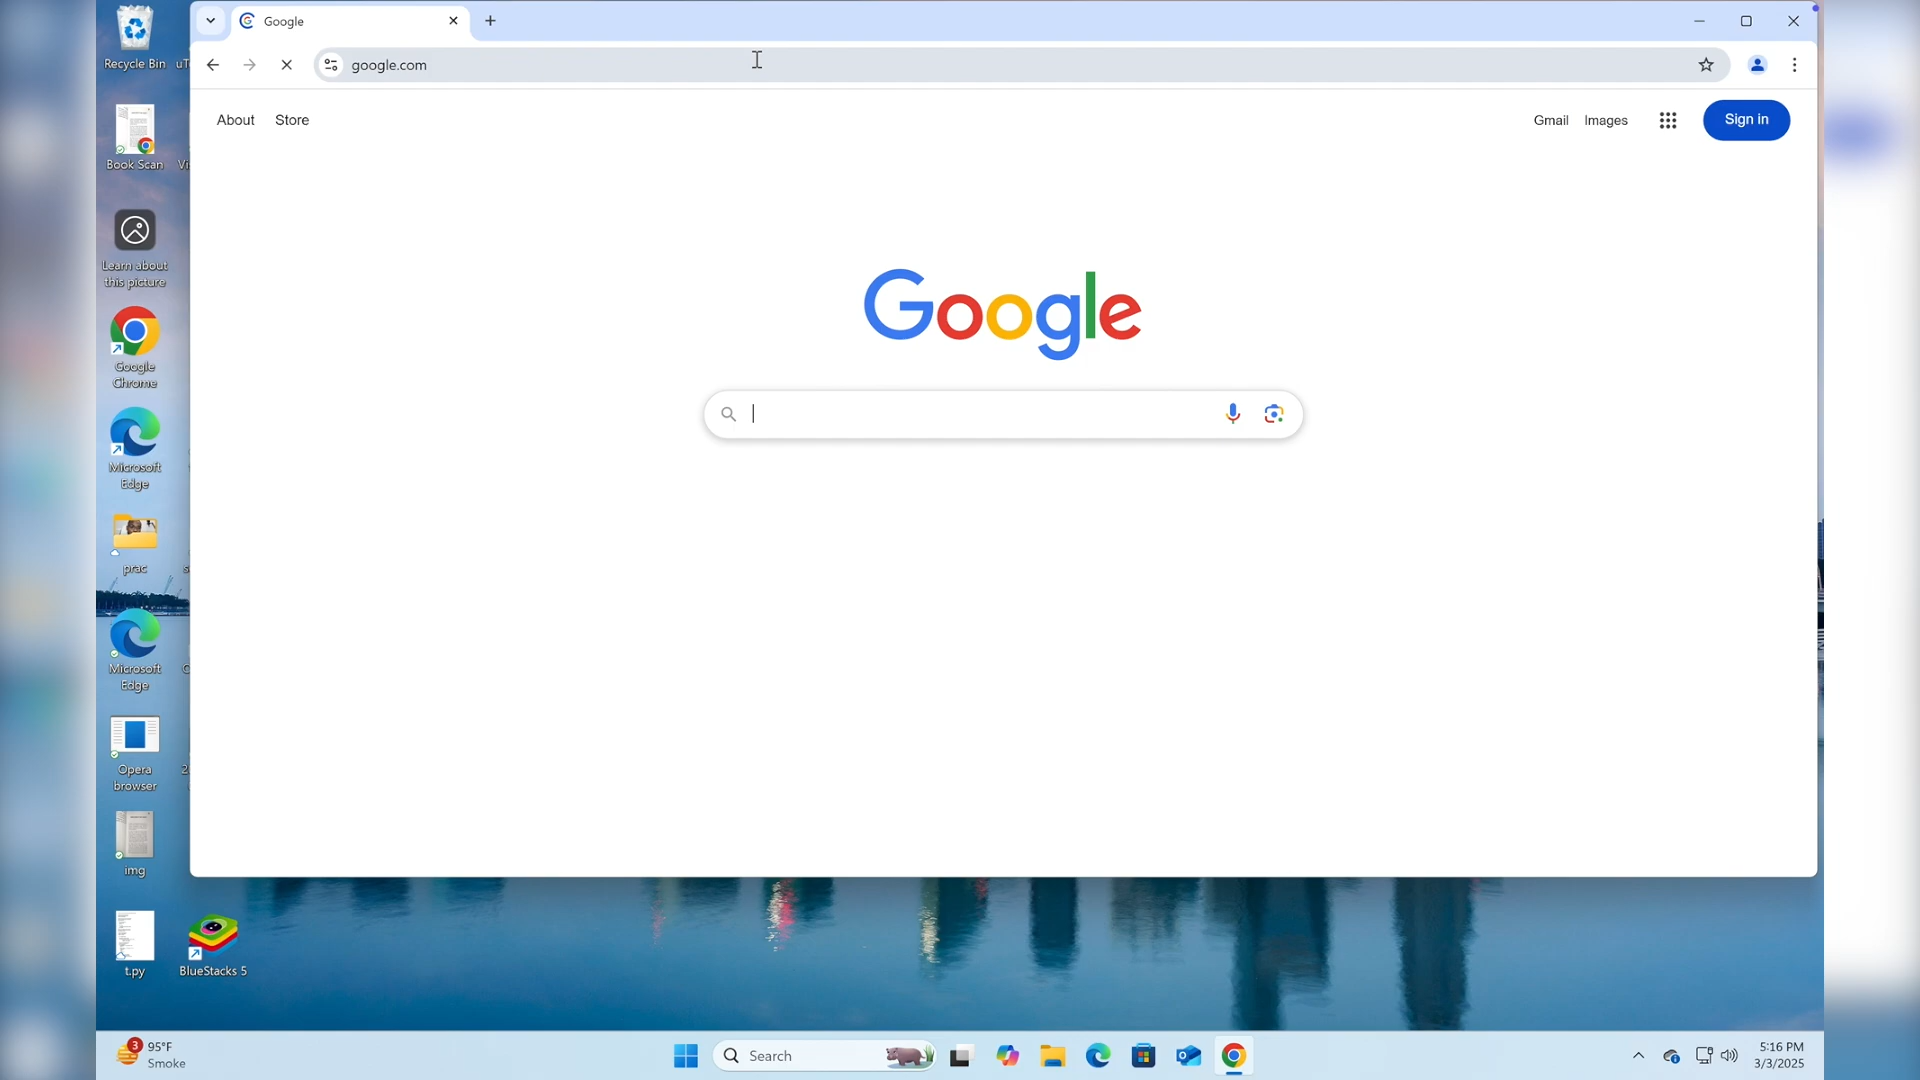 Google
google.com
About
Store
Gmail
Images
Sign in
Google
Recycle Bin
Book Scan
Learn about
this picture
Google
Chrome
Microsoft
Edge
prac
Microsoft
Edge
Opera
browser
img
t.py
BlueStacks 5
3
95°F
Smoke
Search
5:16 PM
3/3/2025